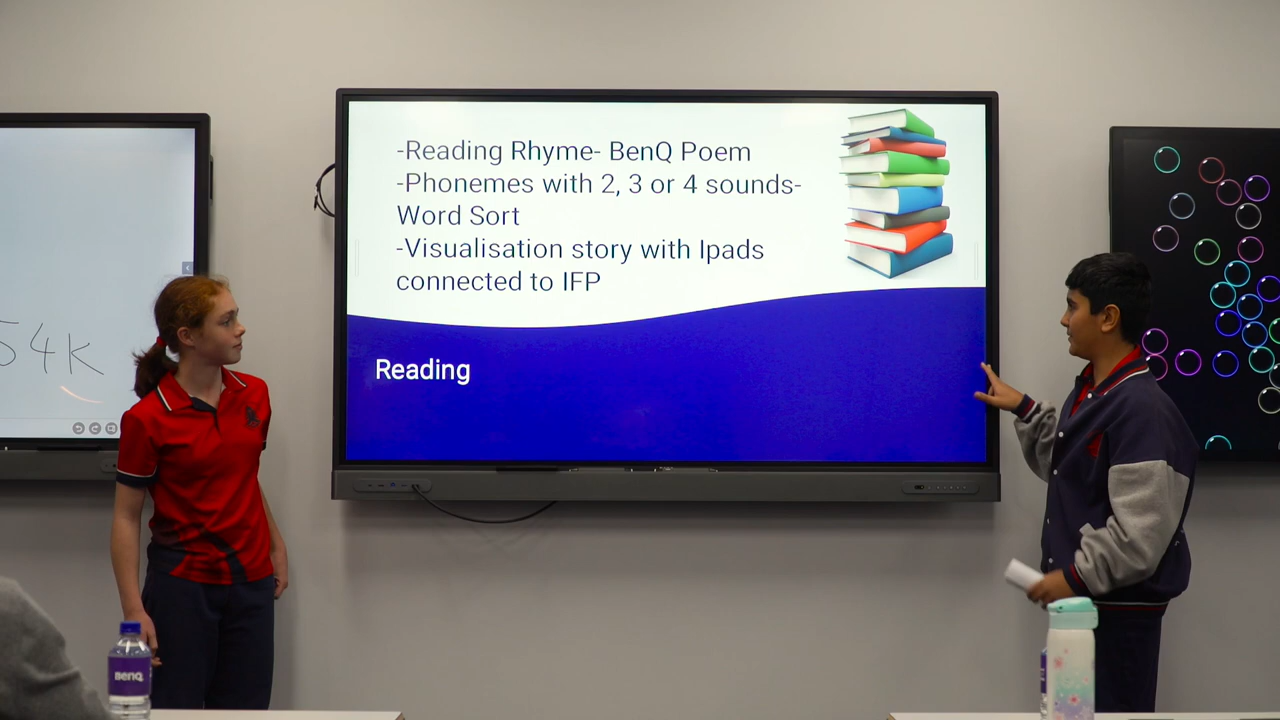 -Reading Rhyme- BenQ Poem
-Phonemes with 2, 3 or 4 sounds-
Word Sort
-Visualisation story with Ipads
connected to IFP
Reading
54K
BenQ